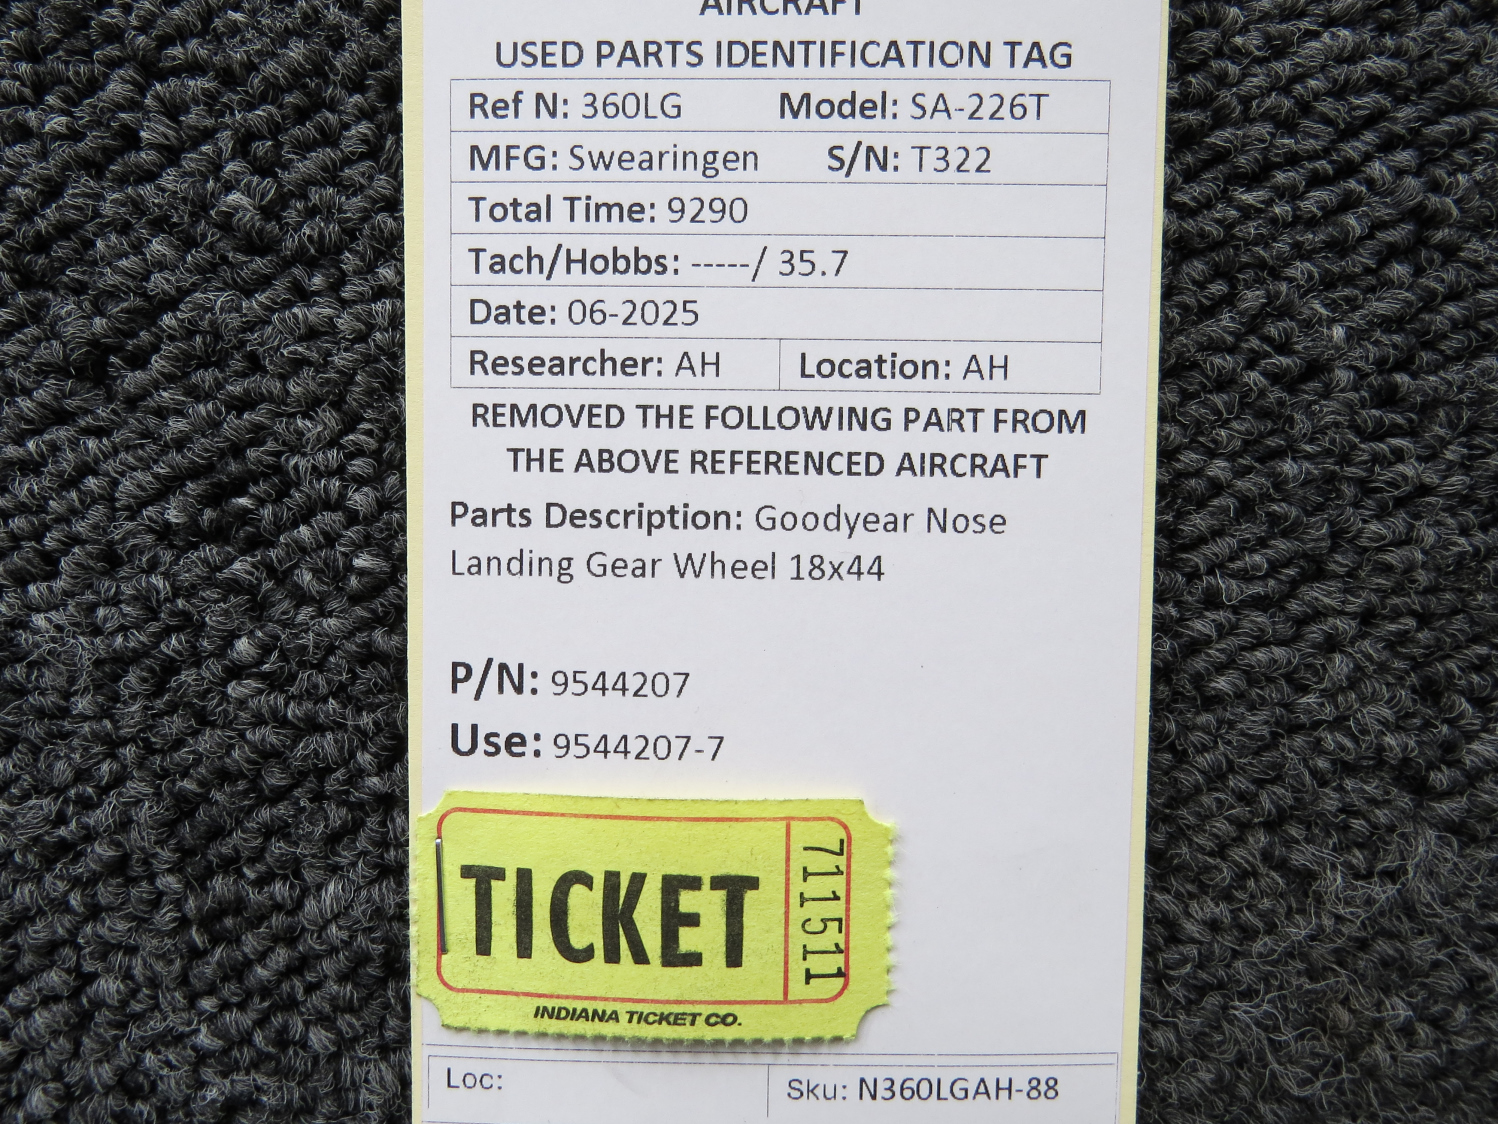 AIRCRAFT
USED PARTS IDENTIFICATION TAG
Ref N: 360LG Model: SA-226T
MFG: Swearingen S/N: T322
Total Time: 9290
Tach/Hobbs: -----/ 35.7
Date: 06-2025
Researcher: AH Location: AH
REMOVED THE FOLLOWING PART FROM
THE ABOVE REFERENCED AIRCRAFT
Parts Description: Goodyear Nose
Landing Gear Wheel 18x44
P/N: 9544207
Use: 9544207-7
TICKET
711511
INDIANA TICKET CO.
Loc:
Sku: N360LGAH-88